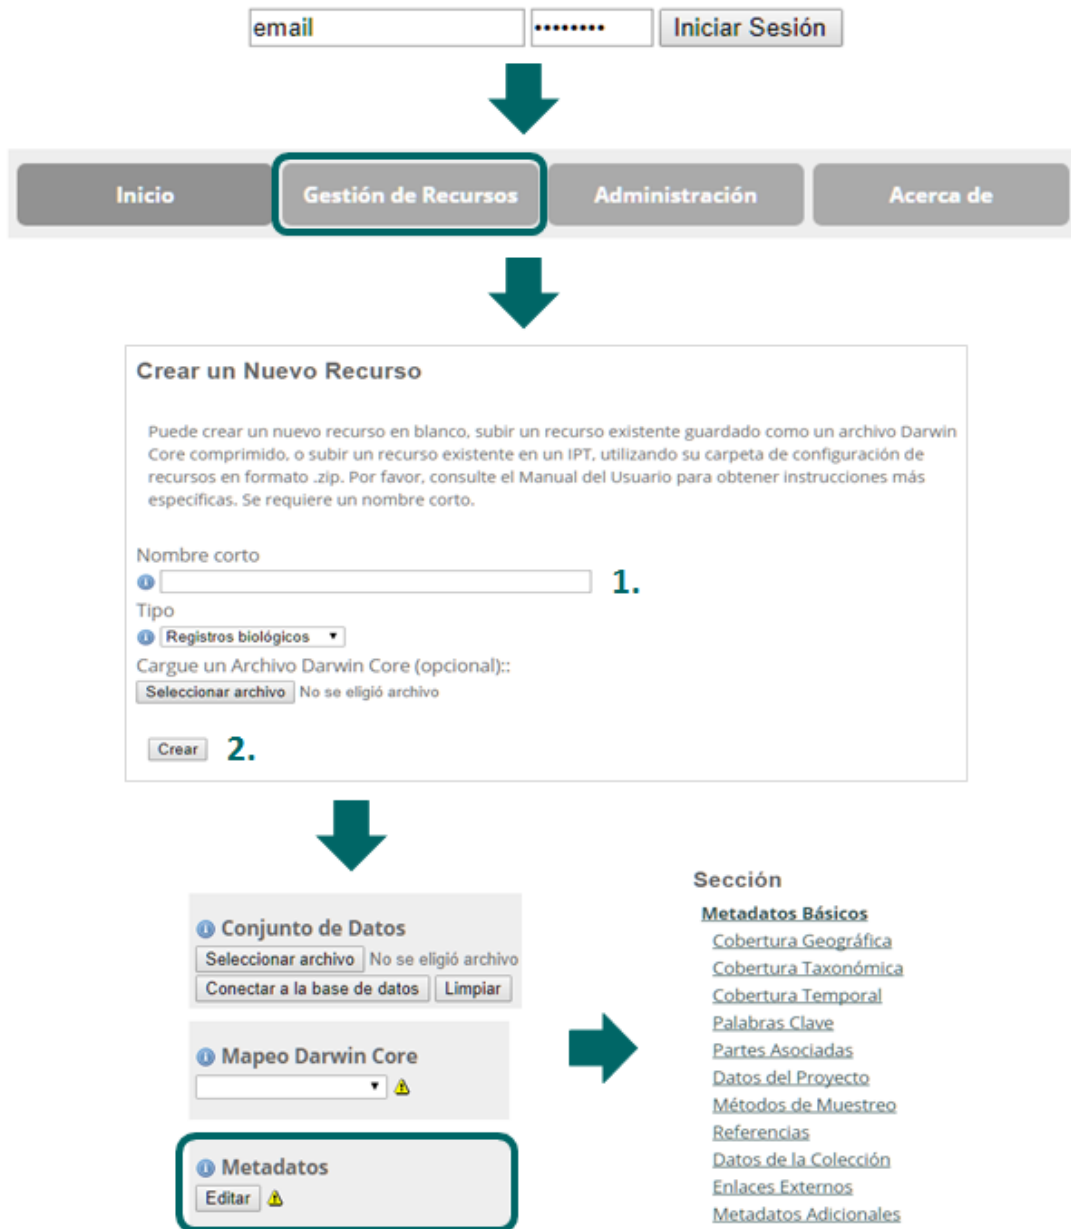 email •••••••• Iniciar Sesión
Inicio Gestión de Recursos Administración Acerca de
Crear un Nuevo Recurso
Puede crear un nuevo recurso en blanco, subir un recurso existente guardado como un archivo Darwin
Core comprimido, o subir un recurso existente en un IPT, utilizando su carpeta de configuración de
recursos en formato .zip. Por favor, consulte el Manual del Usuario para obtener instrucciones más
específicas. Se requiere un nombre corto.
Nombre corto
1.
Tipo
Registros biológicos
Cargue un Archivo Darwin Core (opcional)::
Seleccionar archivo No se eligió archivo
Crear 2.
Conjunto de Datos
Seleccionar archivo No se eligió archivo
Conectar a la base de datos Limpiar
Mapeo Darwin Core
Metadatos
Editar
Sección
Metadatos Básicos
Cobertura Geográfica
Cobertura Taxonómica
Cobertura Temporal
Palabras Clave
Partes Asociadas
Datos del Proyecto
Métodos de Muestreo
Referencias
Datos de la Colección
Enlaces Externos
Metadatos Adicionales